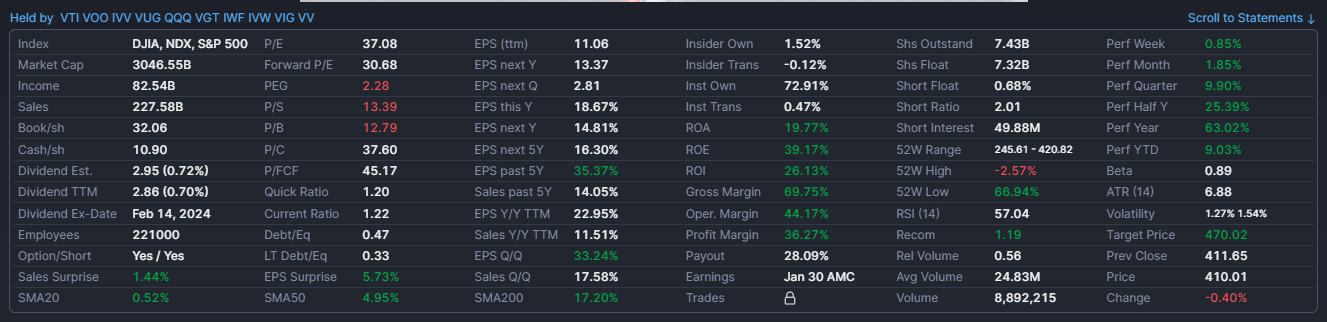 Held by VTI VOO IVV VUG QQQ VGT IWF IVW VIG VV Scroll to Statements ↓
Index DJIA, NDX, S&P 500 P/E 37.08 EPS (ttm) 11.06 Insider Own 1.52% Shs Outstand 7.43B Perf Week 0.85%
Market Cap 3046.55B Forward P/E 30.68 EPS next Y 13.37 Insider Trans -0.12% Shs Float 7.32B Perf Month 1.85%
Income 82.54B PEG 2.28 EPS next Q 2.81 Inst Own 72.91% Short Float 0.68% Perf Quarter 9.90%
Sales 227.58B P/S 13.39 EPS this Y 18.67% Inst Trans 0.47% Short Ratio 2.01 Perf Half Y 25.39%
Book/sh 32.06 P/B 12.79 EPS next Y 14.81% ROA 19.77% Short Interest 49.88M Perf Year 63.02%
Cash/sh 10.90 P/C 37.60 EPS next 5Y 16.30% ROE 39.17% 52W Range 245.61 - 420.82 Perf YTD 9.03%
Dividend Est. 2.95 (0.72%) P/FCF 45.17 EPS past 5Y 35.37% ROI 26.13% 52W High -2.57% Beta 0.89
Dividend TTM 2.86 (0.70%) Quick Ratio 1.20 Sales past 5Y 14.05% Gross Margin 69.75% 52W Low 66.94% ATR (14) 6.88
Dividend Ex-Date Feb 14, 2024 Current Ratio 1.22 EPS Y/Y TTM 22.95% Oper. Margin 44.17% RSI (14) 57.04 Volatility 1.27% 1.54%
Employees 221000 Debt/Eq 0.47 Sales Y/Y TTM 11.51% Profit Margin 36.27% Recom 1.19 Target Price 470.02
Option/Short Yes / Yes LT Debt/Eq 0.33 EPS Q/Q 33.24% Payout 28.09% Rel Volume 0.56 Prev Close 411.65
Sales Surprise 1.44% EPS Surprise 5.73% Sales Q/Q 17.58% Earnings Jan 30 AMC Avg Volume 24.83M Price 410.01
SMA20 0.52% SMA50 4.95% SMA200 17.20% Trades Volume 8,892,215 Change -0.40%